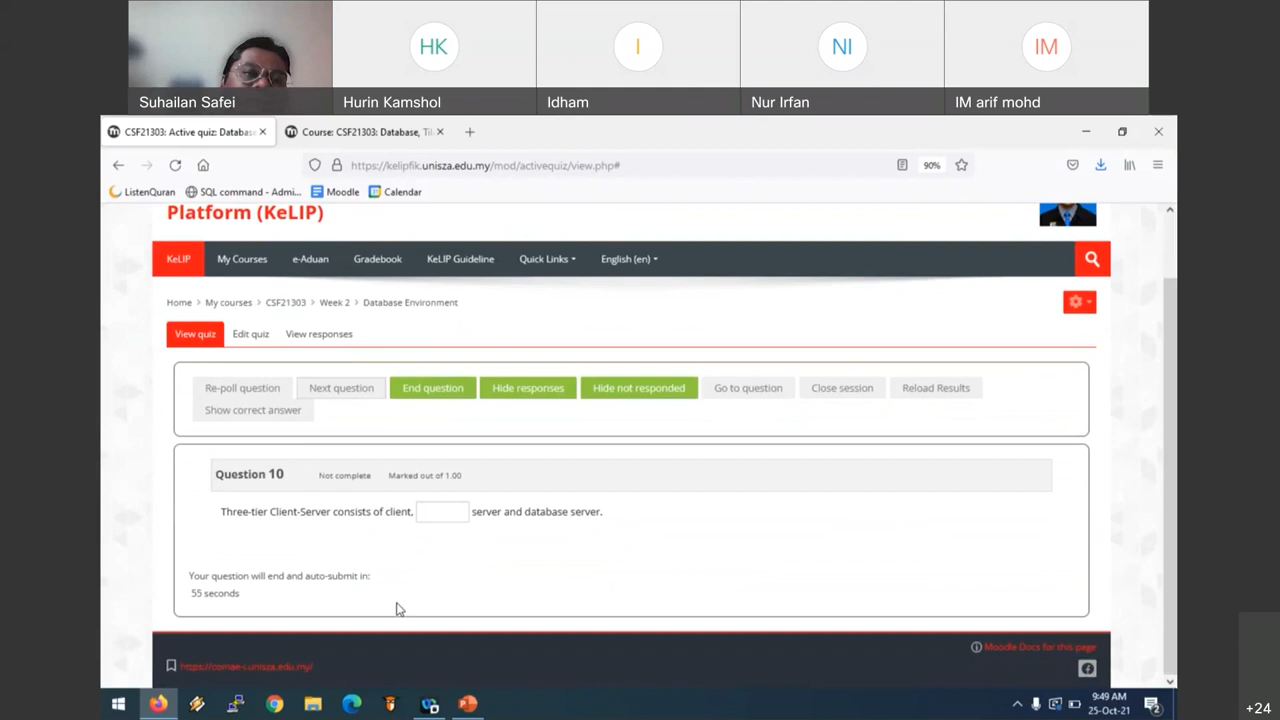 HK
I
NI
IM
Suhailan Safei
Hurin Kamshol
Idham
Nur Irfan
IM arif mohd
CSF21303: Active quiz: Database
Course: CSF21303: Database, Ti
https://kelipfik.unisza.edu.my/mod/activequiz/view.php#
90%
ListenQuran
SQL command - Admi...
Moodle
Calendar
Platform (KeLIP)
KeLIP
My Courses
e-Aduan
Gradebook
KeLIP Guideline
Quick Links
English (en)
Home > My courses > CSF21303 > Week 2 > Database Environment
View quiz
Edit quiz
View responses
Re-poll question
Next question
End question
Hide responses
Hide not responded
Go to question
Close session
Reload Results
Show correct answer
Question 10
Not complete
Marked out of 1.00
Three-tier Client-Server consists of client, server and database server.
Your question will end and auto-submit in:
55 seconds
Moodle Docs for this page
9:49 AM
25-Oct-21
2
+24